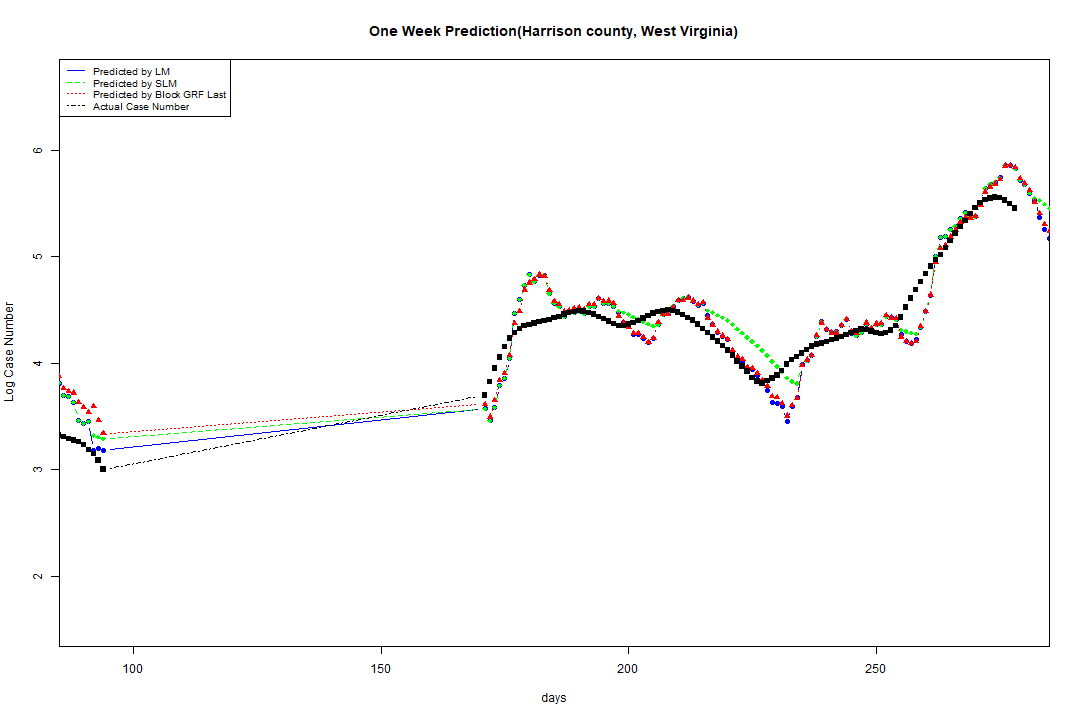 One Week Prediction(Harrison county, West Virginia)
Predicted by LM
Predicted by SLM
Predicted by Block GRF Last
Actual Case Number
Log Case Number
6
5
4
3
2
100 150 200 250
days